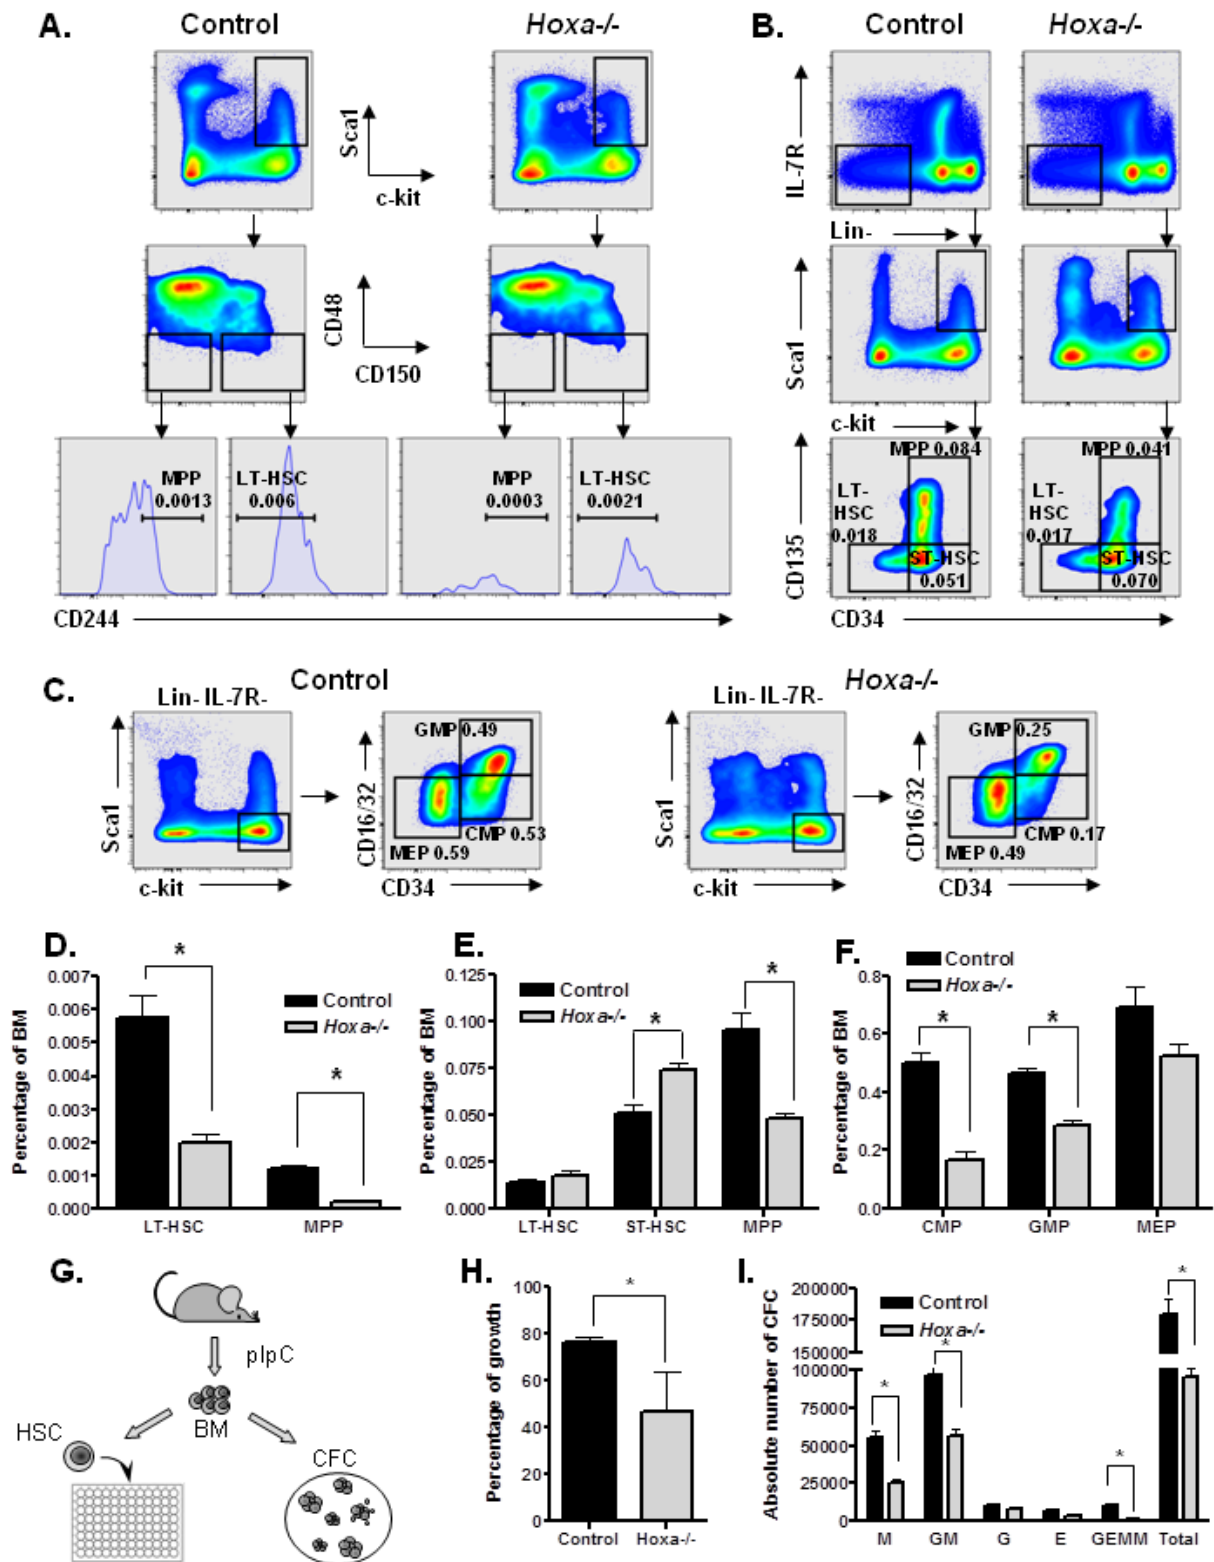 A. Control Hoxa-/-
Sca1
c-kit
CD48
CD150
MPP
0.0013
LT-HSC
0.006
MPP
0.0003
LT-HSC
0.0021
CD244
B. Control Hoxa-/-
IL-7R
Lin-
Sca1
c-kit
MPP 0.084
LT-
HSC
0.018
ST-HSC
0.051
MPP 0.041
LT-
HSC
0.017
ST-HSC
0.070
CD135
CD34
C. Control Hoxa-/-
Lin- IL-7R-
Sca1
c-kit
GMP 0.49
CD16/32
CMP 0.53
MEP 0.59
CD34
Lin- IL-7R-
Sca1
c-kit
GMP 0.25
CD16/32
CMP 0.17
MEP 0.49
CD34
D.
Percentage of BM
0.007
0.006
0.005
0.004
0.003
0.002
0.001
0.000
*
*
Control
Hoxa-/-
LT-HSC MPP
E.
Percentage of BM
0.125
0.100
0.075
0.050
0.025
0.000
Control
Hoxa-/-
*
*
LT-HSC ST-HSC MPP
F.
Control
Hoxa-/-
Percentage of BM
0.8
0.6
0.4
0.2
0.0
*
*
CMP GMP MEP
G.
pIpC
BM
HSC
CFC
H.
Percentage of growth
100
80
60
40
20
0
*
Control Hoxa-/-
I.
Absolute number of CFC
200000
175000
150000
100000
75000
50000
25000
0
Control
Hoxa-/-
*
*
*
*
M GM G E GEMM Total